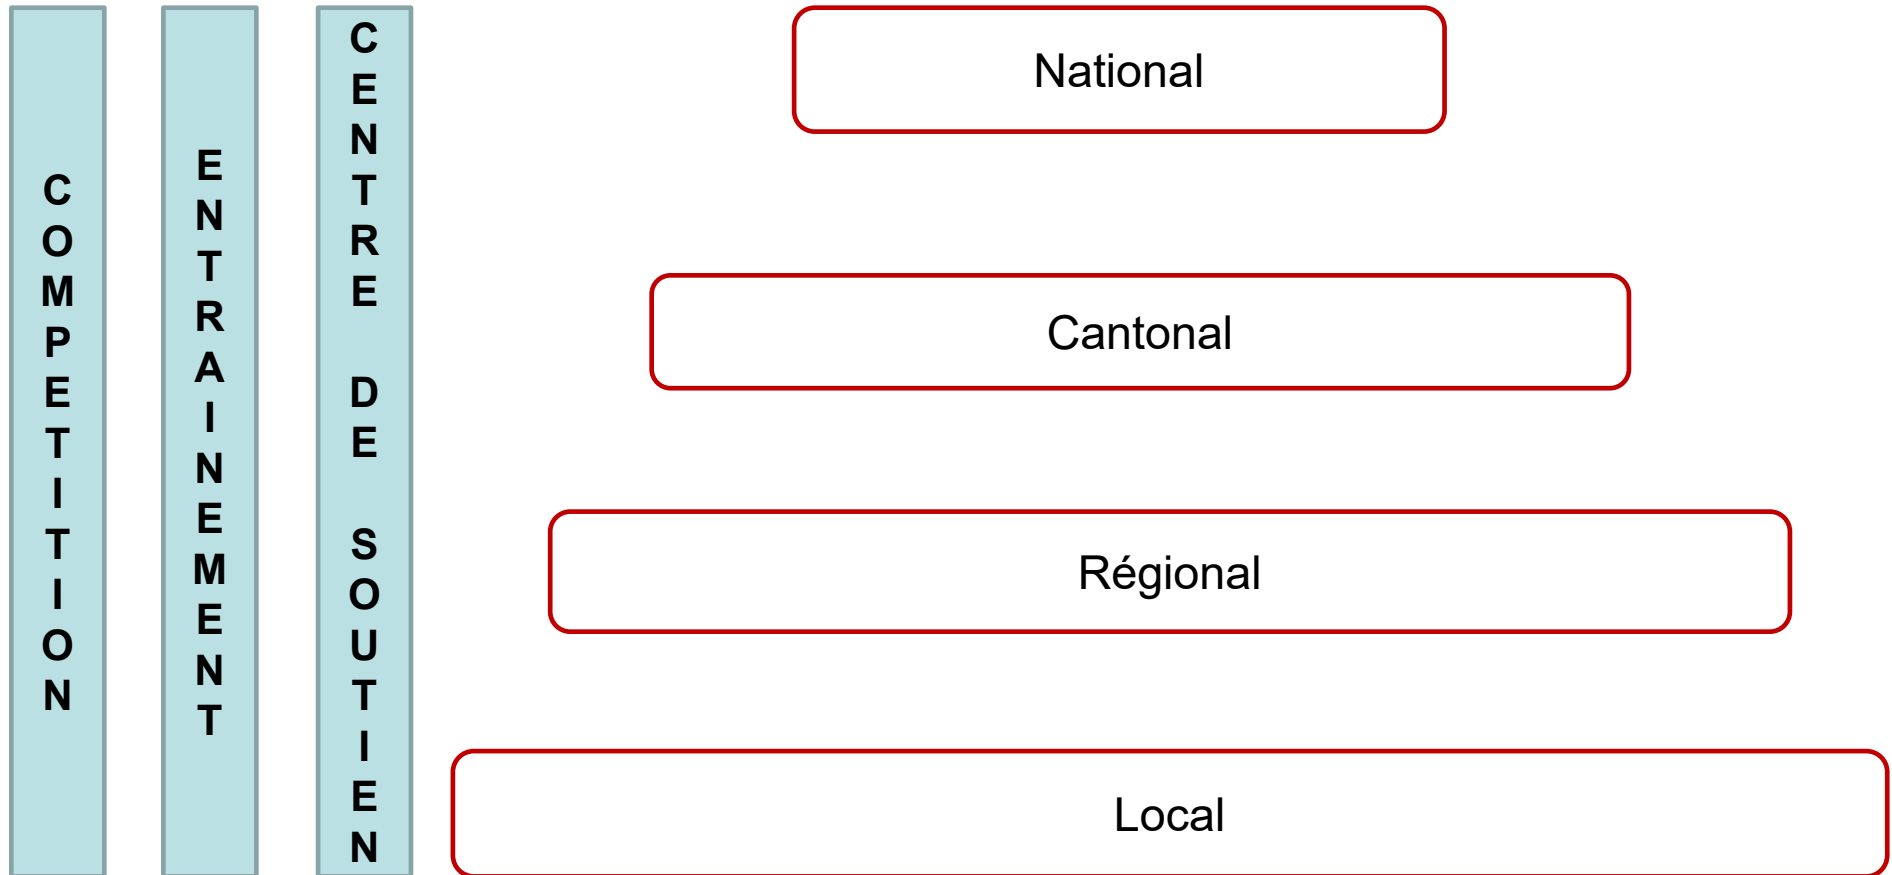 COMPETITION
ENTRAINEMENT
CENTRE DE SOUTIEN
National
Cantonal
Régional
Local